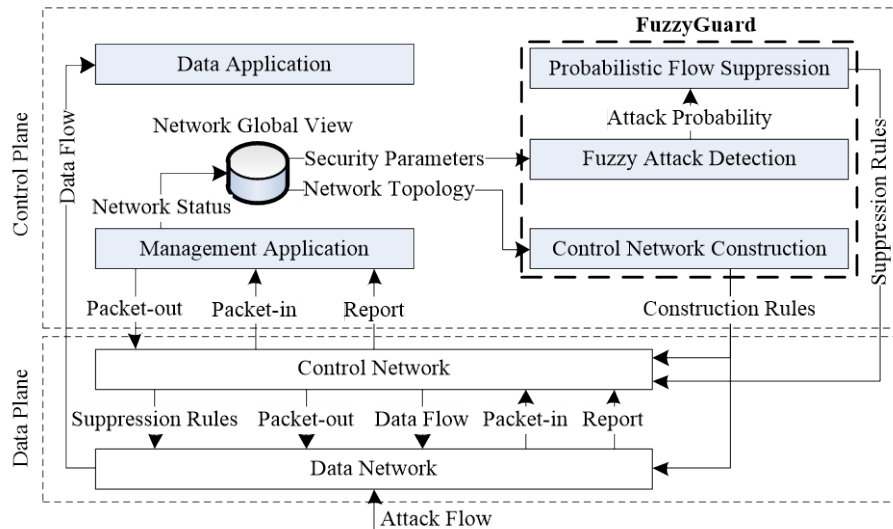 FuzzyGuard
Data Application
Probabilistic Flow Suppression
Attack Probability
Network Global View
Security Parameters
Fuzzy Attack Detection
Network Topology
Network Status
Management Application
Control Network Construction
Data Flow
Control Plane
Suppression Rules
Packet-out
Packet-in
Report
Construction Rules
Control Network
Suppression Rules
Packet-out
Data Flow
Packet-in
Report
Data Plane
Data Network
Attack Flow